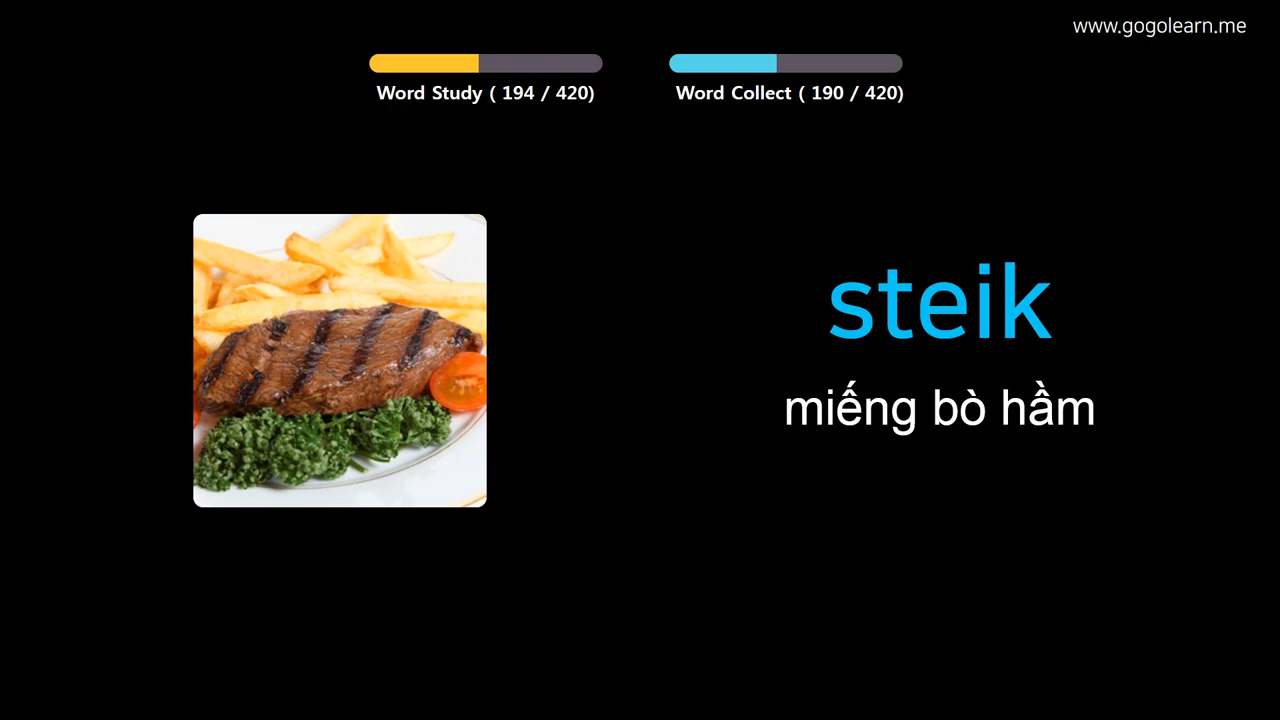 www.gogolearn.me
Word Study ( 194 / 420)
Word Collect ( 190 / 420)
steik
miếng bò hầm